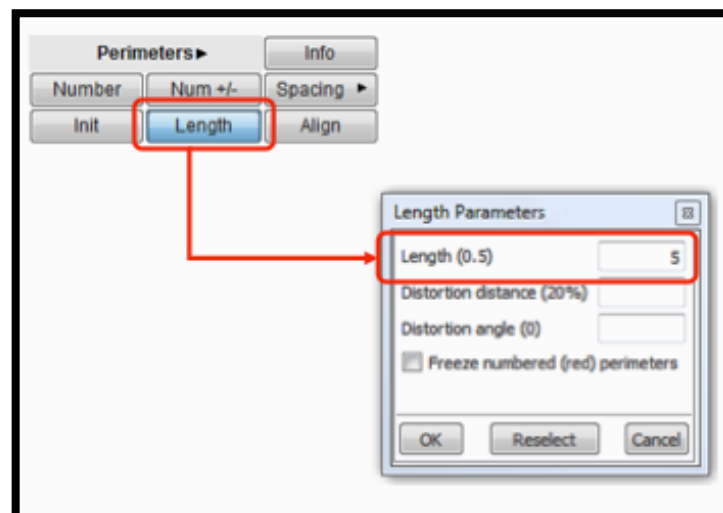 Perimeters► Info
Number Num +/- Spacing ►
Init Length Align
Length Parameters
Length (0.5) 5
Distortion distance (20%)
Distortion angle (0)
Freeze numbered (red) perimeters
OK Reselect Cancel